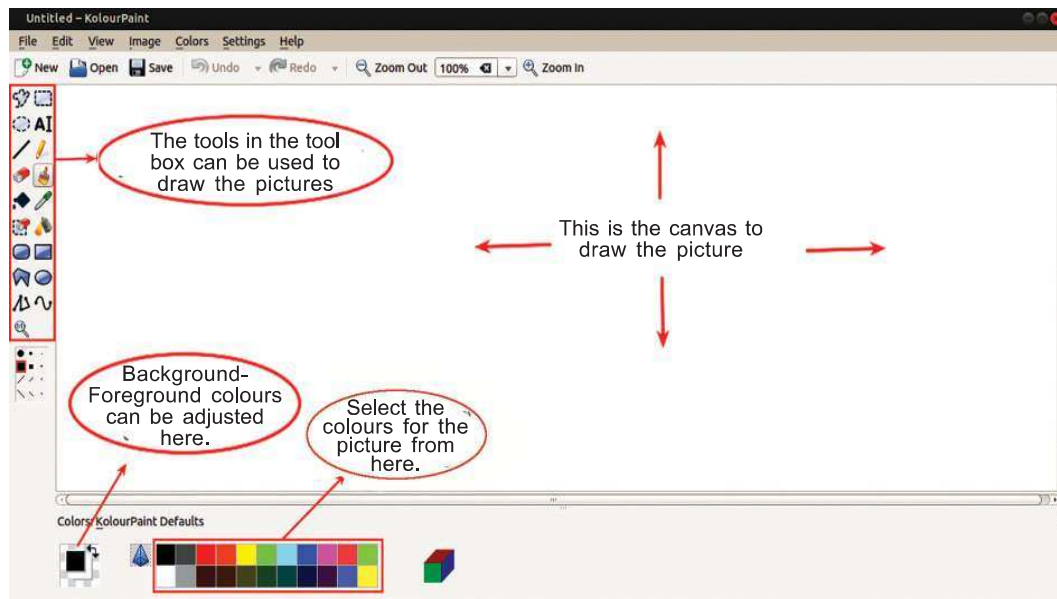 Untitled – KolourPaint
File Edit View Image Colors Settings Help
New Open Save Undo Redo Zoom Out 100% Zoom In
AI
The tools in the tool
box can be used to
draw the pictures
This is the canvas to
draw the picture
Background-
Foreground colours
can be adjusted
here.
Select the
colours for the
picture from
here.
Colors: KolourPaint Defaults